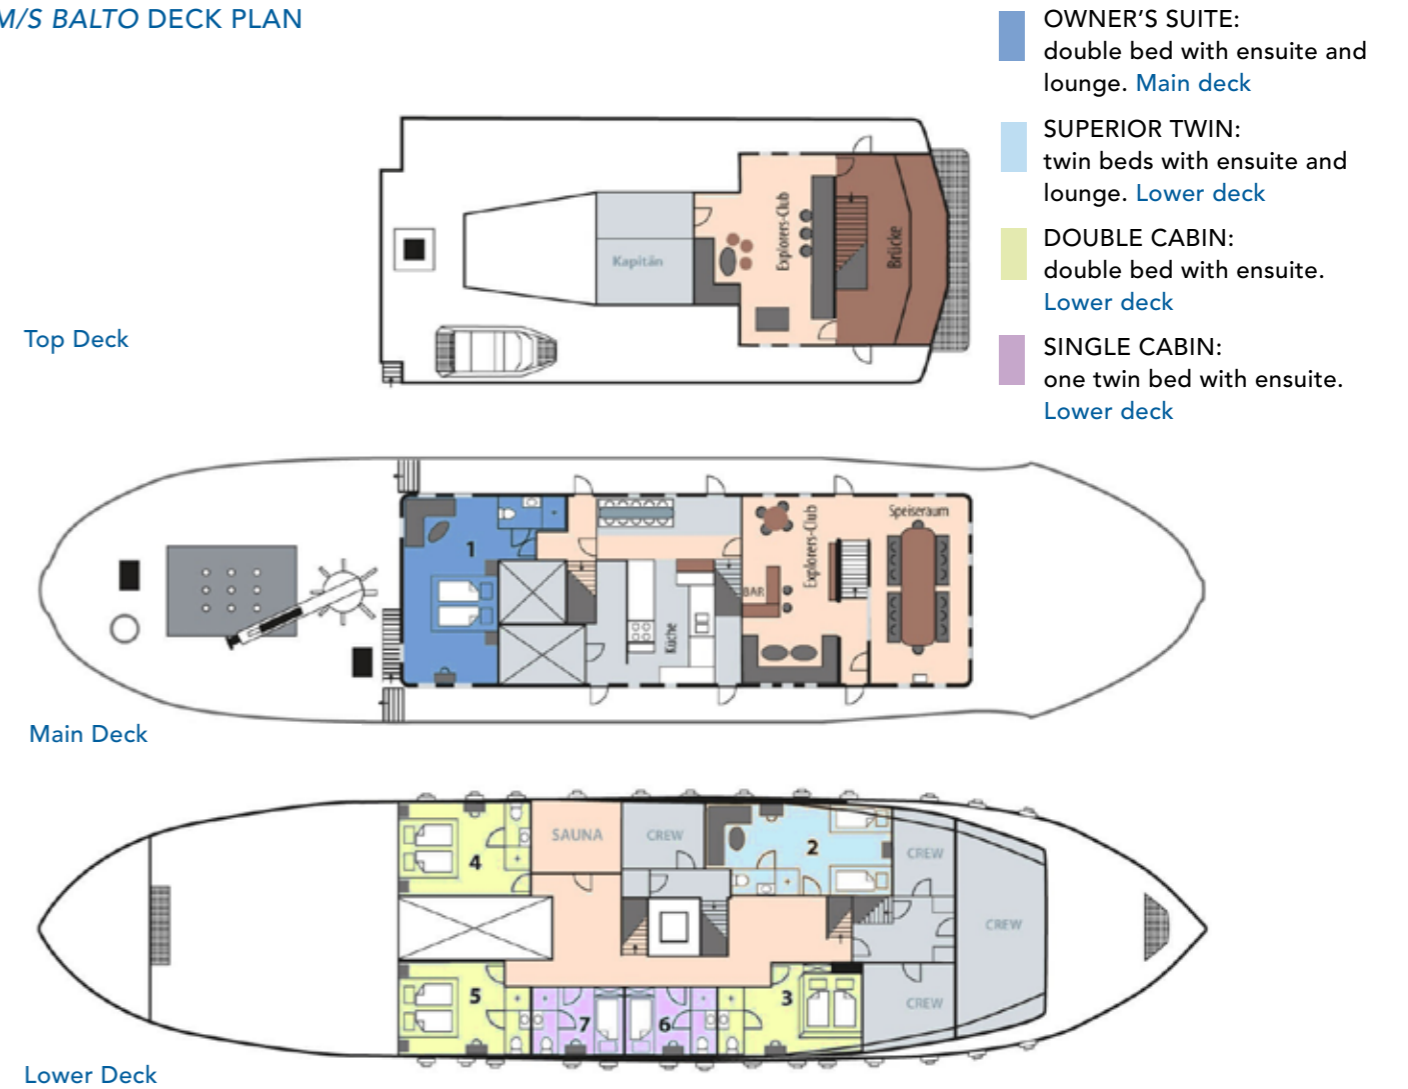 M/S BALTO DECK PLAN
OWNER'S SUITE:
double bed with ensuite and
lounge. Main deck
SUPERIOR TWIN:
twin beds with ensuite and
lounge. Lower deck
DOUBLE CABIN:
double bed with ensuite.
Lower deck
SINGLE CABIN:
one twin bed with ensuite.
Lower deck
Kapitän
Explorers-Club
Brücke
Top Deck
1
Küche
BAR
Explorers-Club
Speiseraum
Main Deck
4
SAUNA
CREW
2
CREW
CREW
5
7
6
3
CREW
Lower Deck